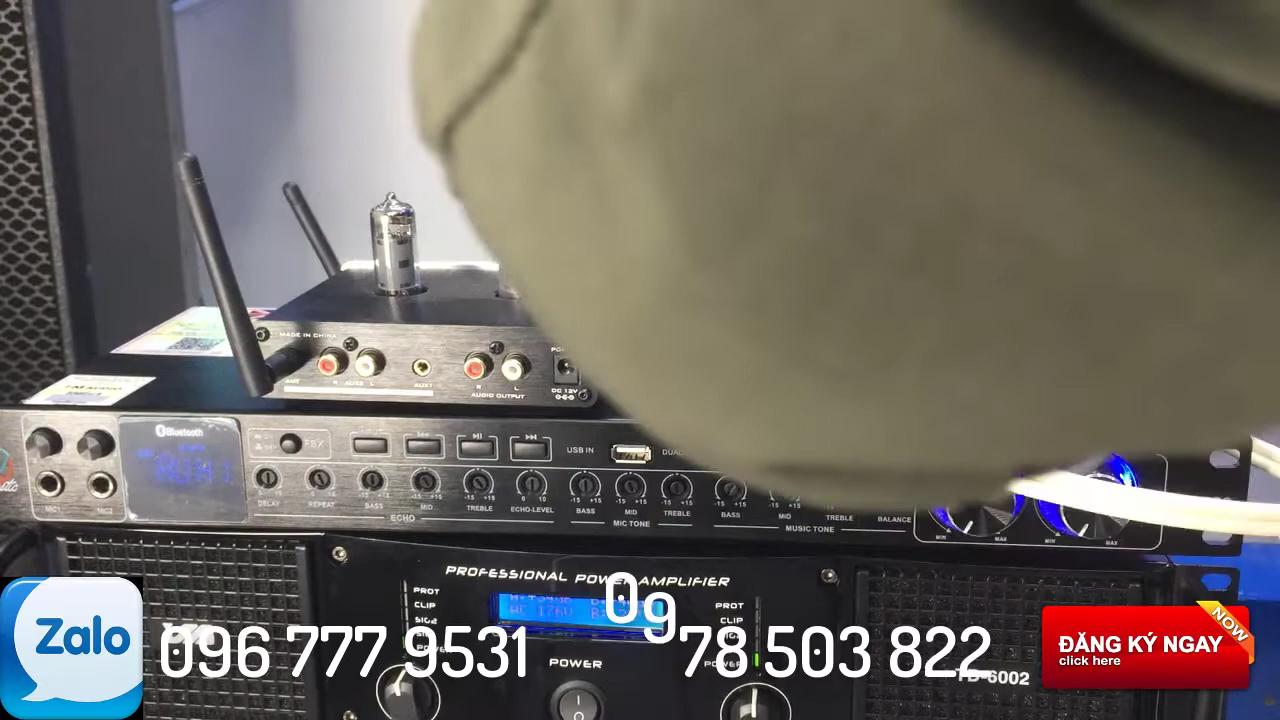 MADE IN CHINA
ANT R AUX2 L AUX1 R L DC 12V
AUDIO OUTPUT
Bluetooth
USB IN
MIC1 MIC2
DELAY REPEAT BASS MID TREBLE ECHO-LEVEL BASS MID TREBLE BASS MID TREBLE BALANCE
ECHO MIC TONE MUSIC TONE
MIN MAX MIN MAX
PROFESSIONAL POWER AMPLIFIER
PROT PROT
CLIP CLIP
POWER
TD-6002
Zalo
096 777 9531
0978 503 822
ĐĂNG KÝ NGAY
click here
NOW